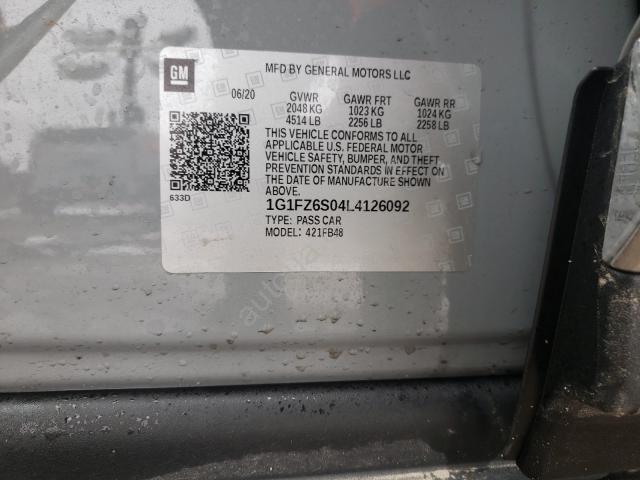 GM
MFD BY GENERAL MOTORS LLC
06/20
GVWR GAWR FRT GAWR RR
2048 KG 1023 KG 1024 KG
4514 LB 2256 LB 2258 LB
THIS VEHICLE CONFORMS TO ALL
APPLICABLE U.S. FEDERAL MOTOR
VEHICLE SAFETY, BUMPER, AND THEFT
PREVENTION STANDARDS IN EFFECT ON
THE DATE OF MANUFACTURE SHOWN
ABOVE.
633D
1G1FZ6S04L4126092
TYPE: PASS CAR
MODEL: 421FB48